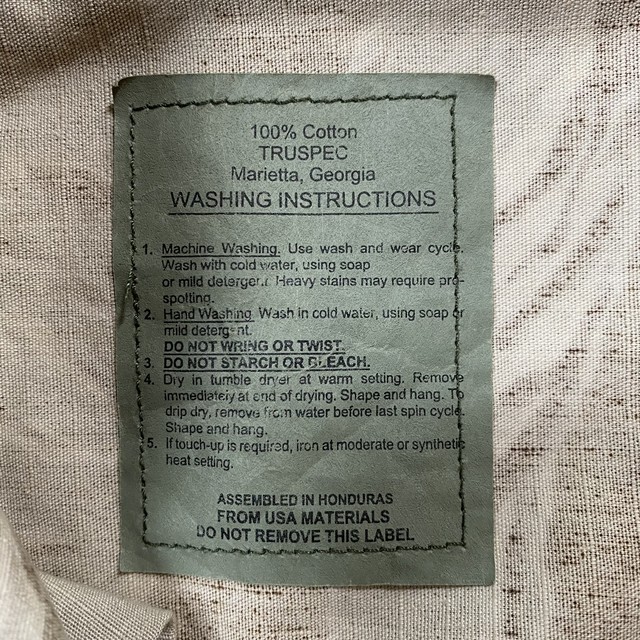 100% Cotton
TRUSPEC
Marietta, Georgia
WASHING INSTRUCTIONS
1. Machine Washing. Use wash and wear cycle.
Wash with cold water, using soap
or mild detergent. Heavy stains may require pre-
spotting.
2. Hand Washing. Wash in cold water, using soap or
mild detergent.
DO NOT WRING OR TWIST.
3. DO NOT STARCH OR BLEACH.
4. Dry in tumble dryer at warm setting. Remove
immediately at end of drying. Shape and hang. To
drip dry, remove from water before last spin cycle.
Shape and hang.
5. If touch-up is required, iron at moderate or synthetic
heat setting.
ASSEMBLED IN HONDURAS
FROM USA MATERIALS
DO NOT REMOVE THIS LABEL